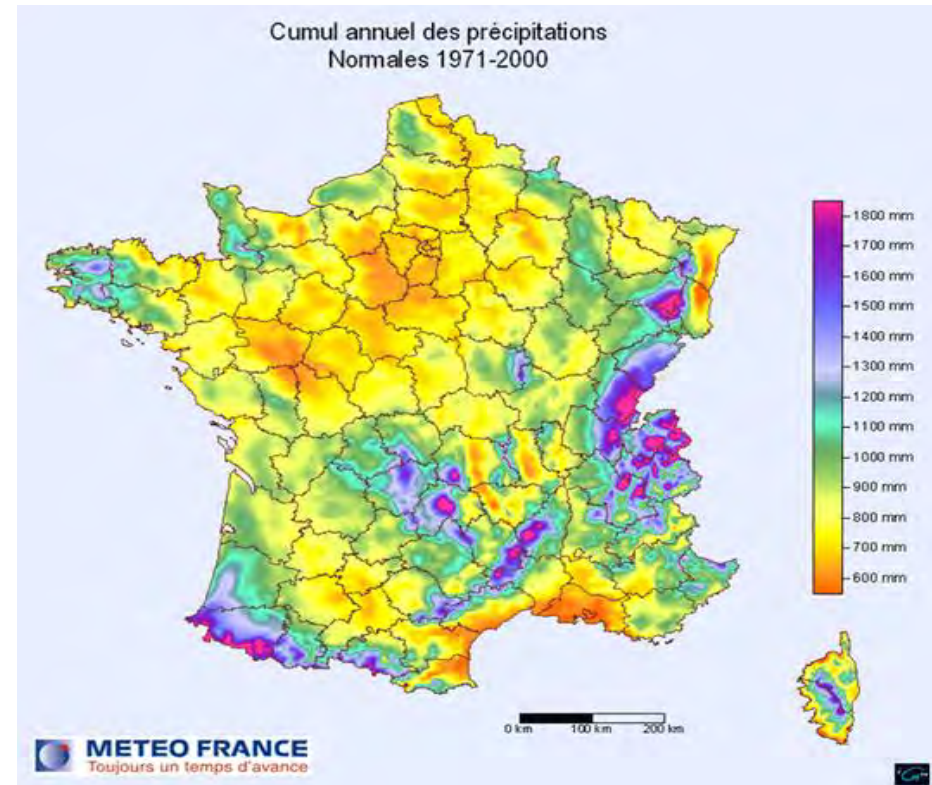 Cumul annuel des précipitations
Normales 1971-2000
1800 mm
1700 mm
1600 mm
1500 mm
1400 mm
1300 mm
1200 mm
1100 mm
1000 mm
900 mm
800 mm
700 mm
600 mm
0 km 100 km 200 km
METEO FRANCE
Toujours un temps d'avance